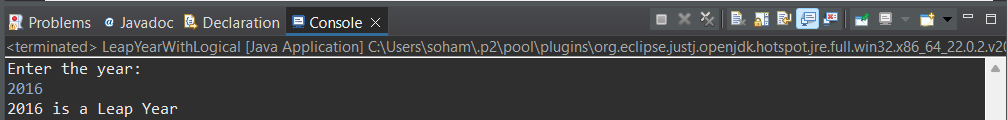 Problems @ Javadoc Declaration Console
<terminated> LeapYearWithLogical [Java Application] C:\Users\soham\.p2\pool\plugins\org.eclipse.justj.openjdk.hotspot.jre.full.win32.x86_64_22.0.2.v20
Enter the year:
2016
2016 is a Leap Year